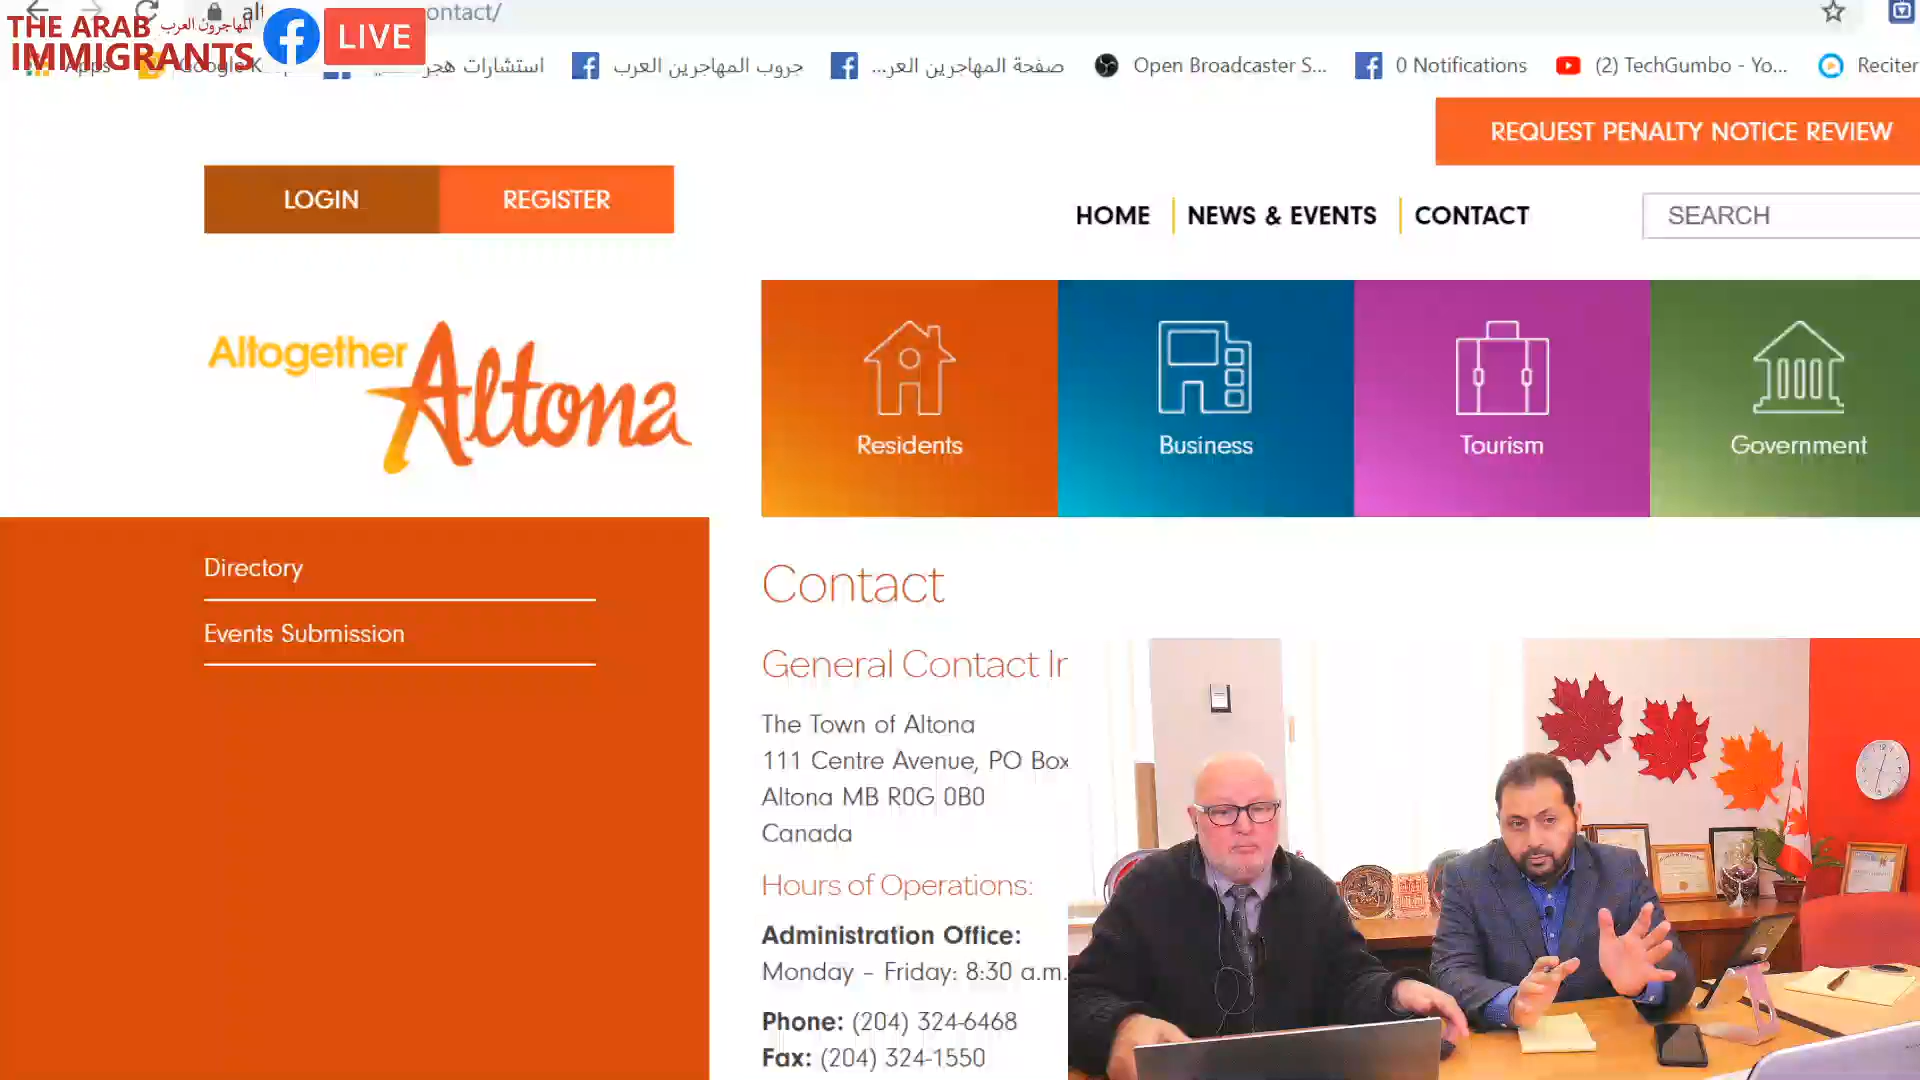 THE ARAB المهاجرون العرب
IMMIGRANTS
LIVE
ontact/
Apps
استشارات
جروب المهاجرين العرب
صفحة المهاجرين العر...
Open Broadcaster S...
0 Notifications
(2) TechGumbo - Yo...
Reciter
REQUEST PENALTY NOTICE REVIEW
LOGIN
REGISTER
HOME
NEWS & EVENTS
CONTACT
SEARCH
Altogether
Altona
Residents
Business
Tourism
Government
Directory
Events Submission
Contact
General Contact
The Town of Altona
111 Centre Avenue, PO Box
Altona MB R0G 0B0
Canada
Hours of Operations:
Administration Office:
Monday – Friday: 8:30 a.m.
Phone: (204) 324-6468
Fax: (204) 324-1550